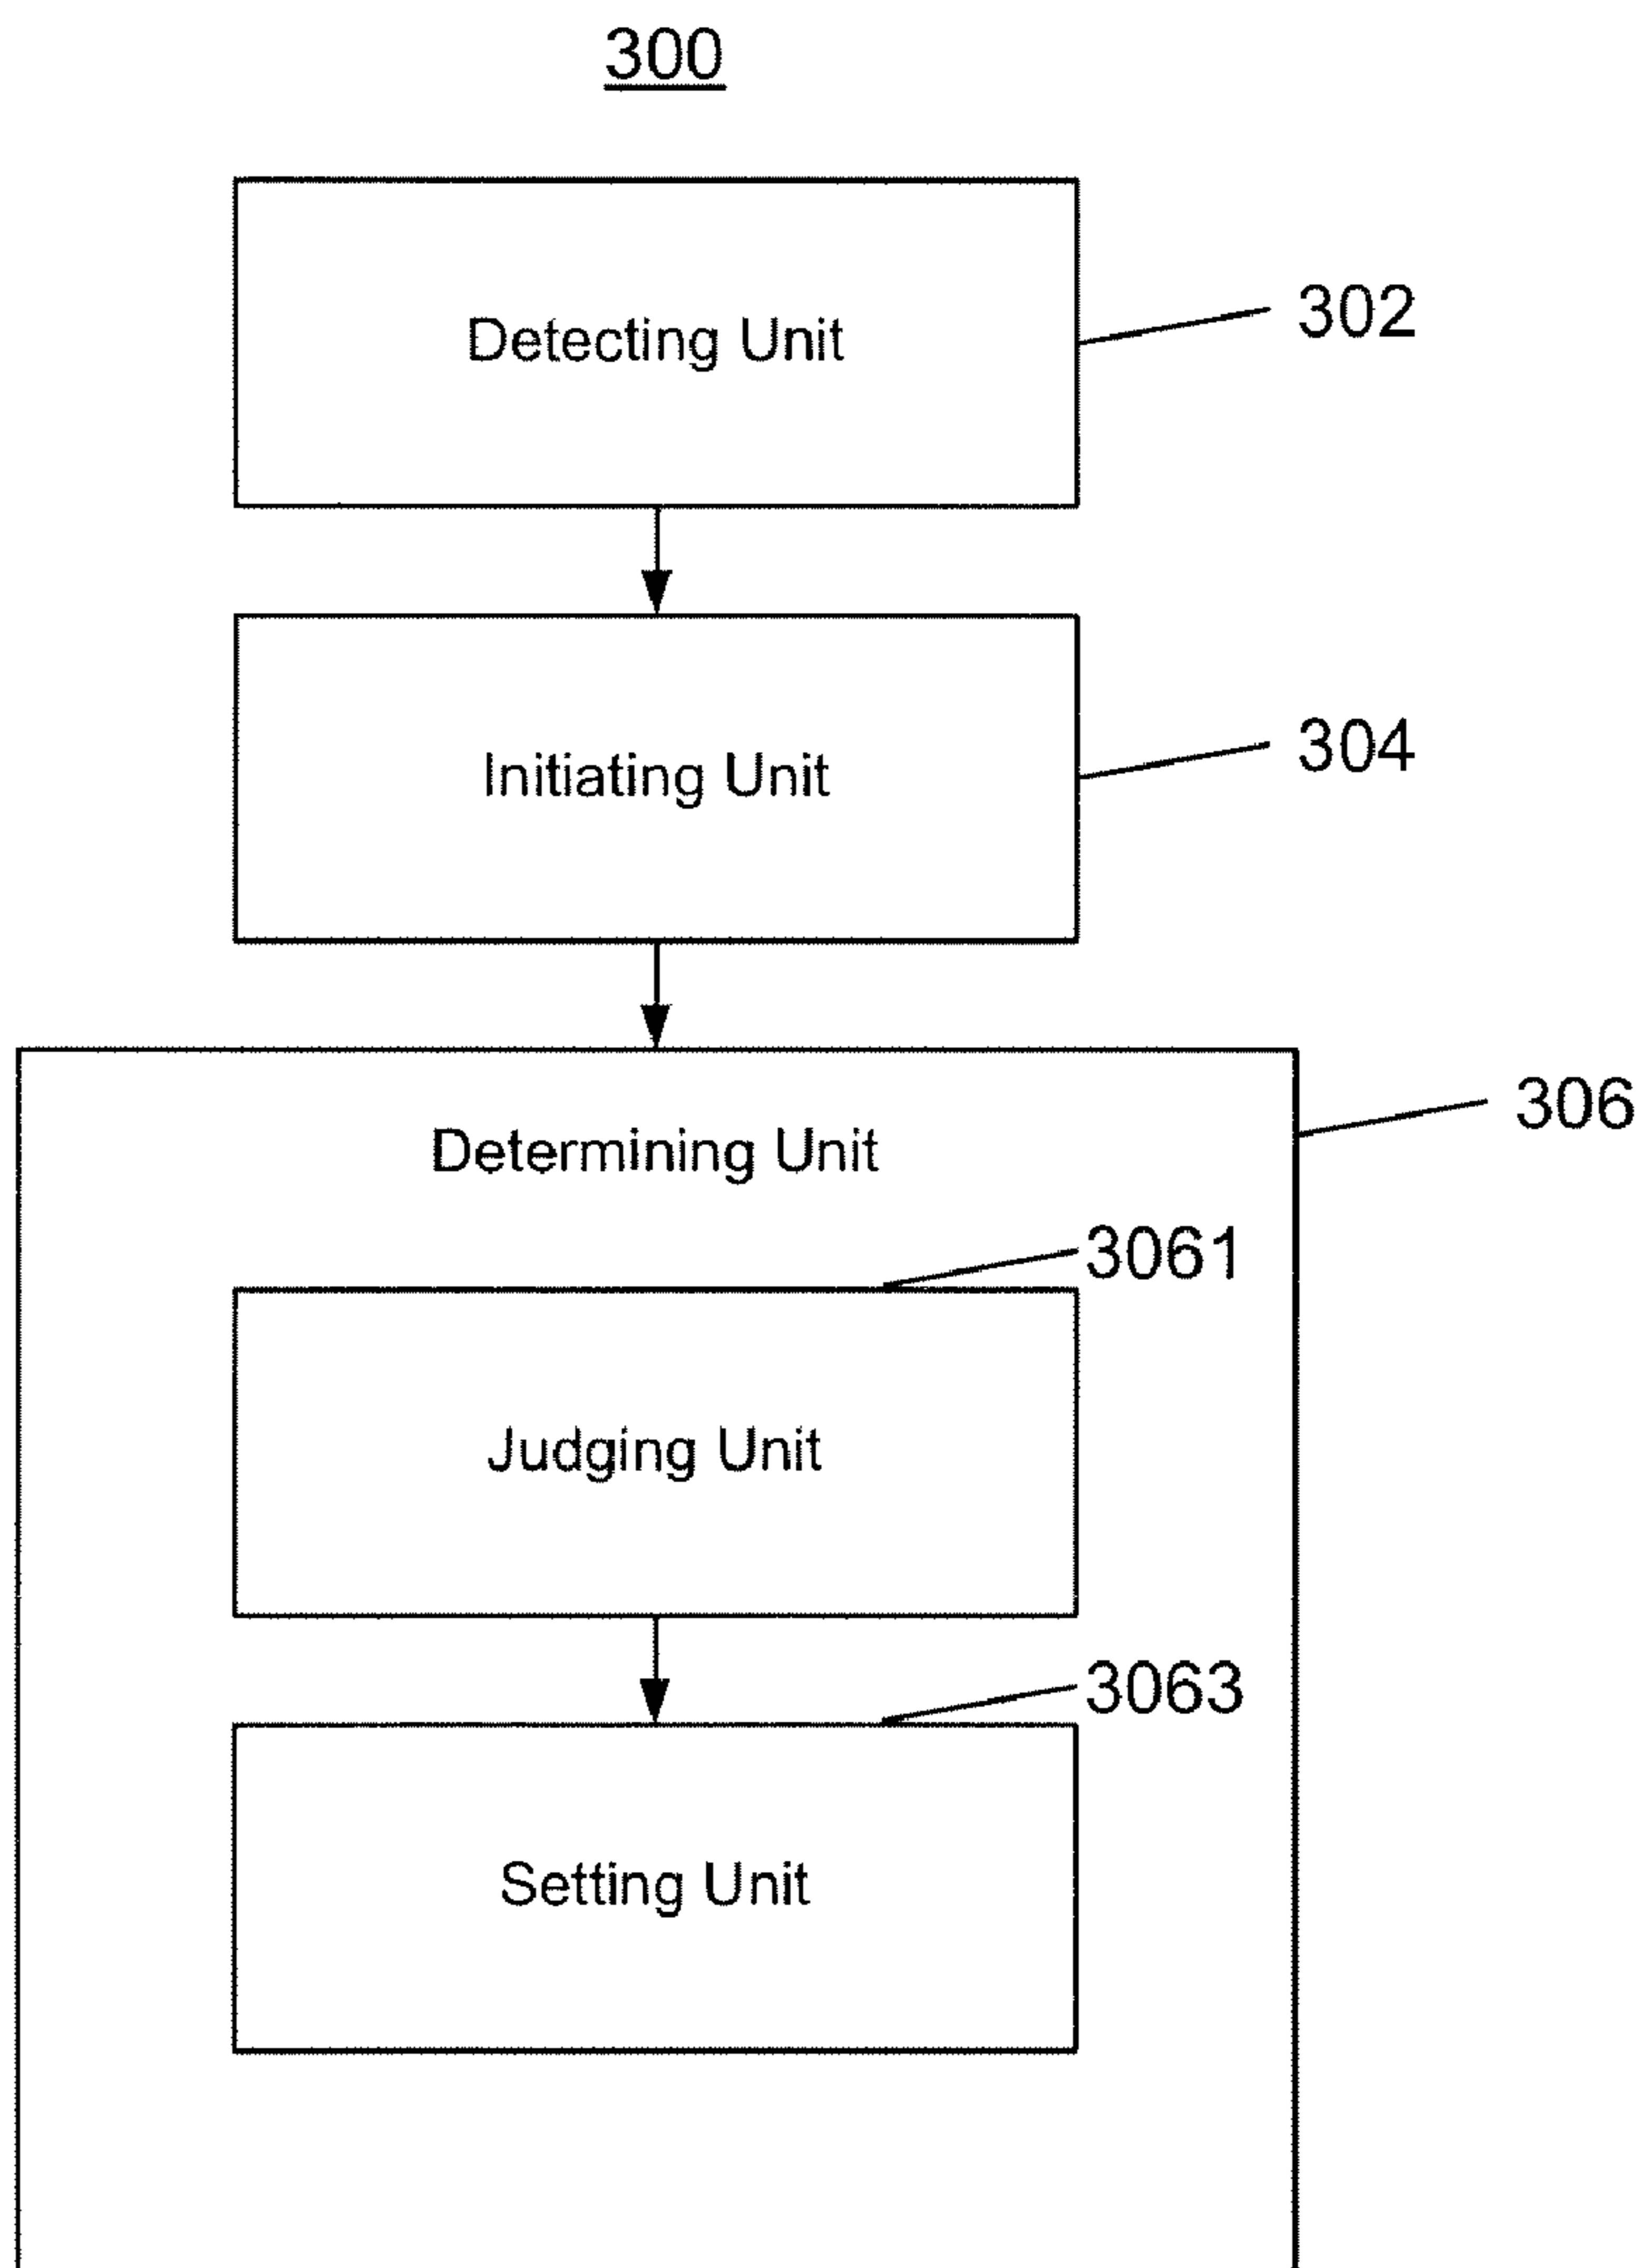 300
Detecting Unit
302
Initiating Unit
304
Determining Unit
306
3061
Judging Unit
3063
Setting Unit